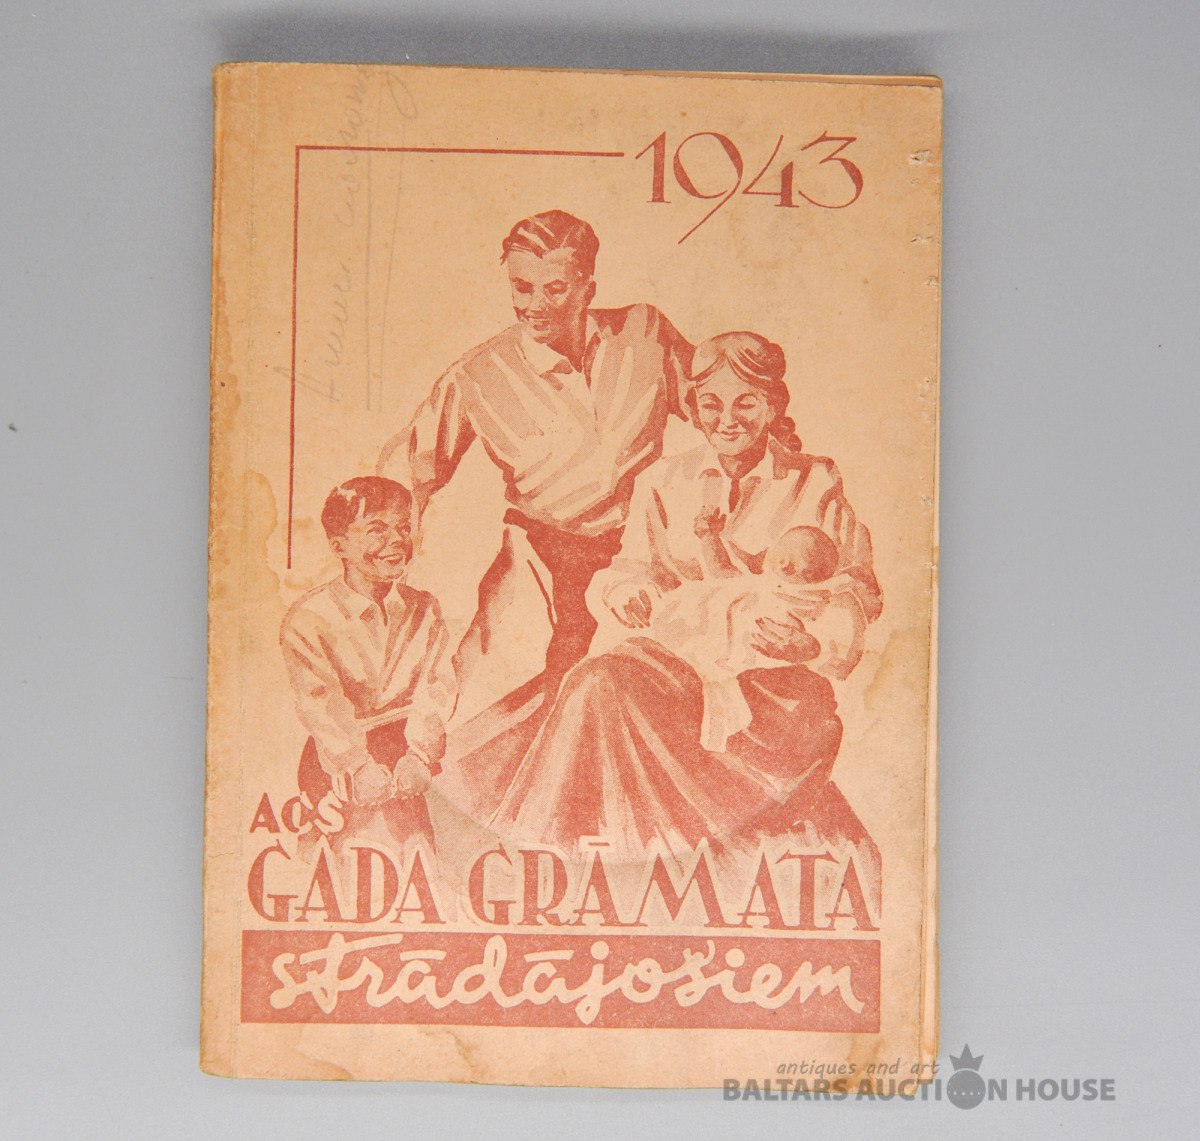 1943
ACS
GADA GRĀMATA
strādājošiem
antiques and art
BALTARS AUCTION HOUSE